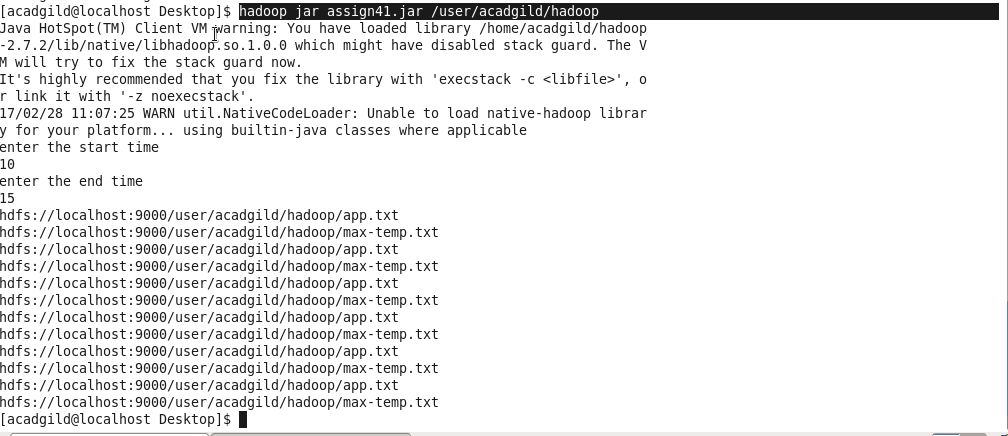 [acadgild@localhost Desktop]$ hadoop jar assign41.jar /user/acadgild/hadoop
Java HotSpot(TM) Client VM warning: You have loaded library /home/acadgild/hadoop
-2.7.2/lib/native/libhadoop.so.1.0.0 which might have disabled stack guard. The V
M will try to fix the stack guard now.
It's highly recommended that you fix the library with 'execstack -c <libfile>', o
r link it with '-z noexecstack'.
17/02/28 11:07:25 WARN util.NativeCodeLoader: Unable to load native-hadoop librar
y for your platform... using builtin-java classes where applicable
enter the start time
10
enter the end time
15
hdfs://localhost:9000/user/acadgild/hadoop/app.txt
hdfs://localhost:9000/user/acadgild/hadoop/max-temp.txt
hdfs://localhost:9000/user/acadgild/hadoop/app.txt
hdfs://localhost:9000/user/acadgild/hadoop/max-temp.txt
hdfs://localhost:9000/user/acadgild/hadoop/app.txt
hdfs://localhost:9000/user/acadgild/hadoop/max-temp.txt
hdfs://localhost:9000/user/acadgild/hadoop/app.txt
hdfs://localhost:9000/user/acadgild/hadoop/max-temp.txt
hdfs://localhost:9000/user/acadgild/hadoop/app.txt
hdfs://localhost:9000/user/acadgild/hadoop/max-temp.txt
hdfs://localhost:9000/user/acadgild/hadoop/app.txt
hdfs://localhost:9000/user/acadgild/hadoop/max-temp.txt
[acadgild@localhost Desktop]$